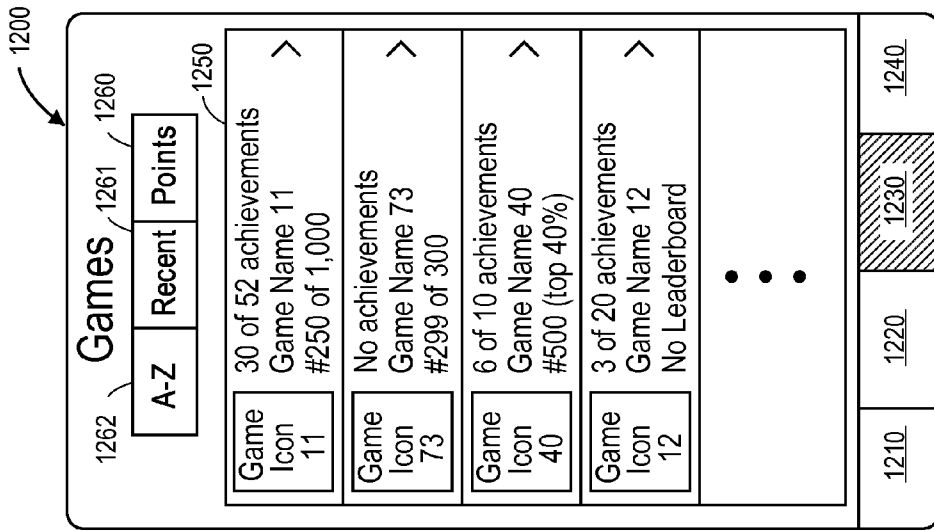 1200
Games
1262
1261
1260
A-Z
Recent
Points
1250
Game
Icon
11
30 of 52 achievements
Game Name 11
#250 of 1,000
>
Game
Icon
73
No achievements
Game Name 73
#299 of 300
>
Game
Icon
40
6 of 10 achievements
Game Name 40
#500 (top 40%)
>
Game
Icon
12
3 of 20 achievements
Game Name 12
No Leaderboard
>
1210
1220
1230
1240